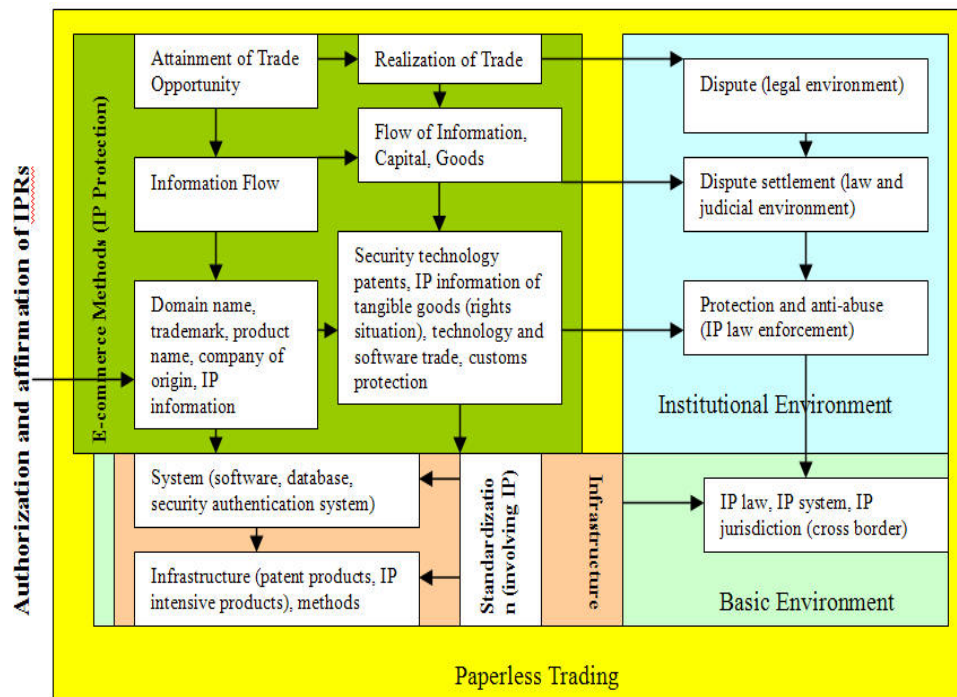 Authorization and affirmation of IPRs
E-commerce Methods (IP Protection)
Attainment of Trade
Opportunity
Realization of Trade
Dispute (legal environment)
Flow of Information,
Capital, Goods
Information Flow
Dispute settlement (law and
judicial environment)
Security technology
patents, IP information of
tangible goods (rights
situation), technology and
software trade, customs
protection
Domain name,
trademark, product
name, company of
origin, IP
information
Protection and anti-abuse
(IP law enforcement)
Institutional Environment
System (software, database,
security authentication system)
Standardizatio
n (involving IP)
Infrastructure
IP law, IP system, IP
jurisdiction (cross border)
Infrastructure (patent products, IP
intensive products), methods
Basic Environment
Paperless Trading